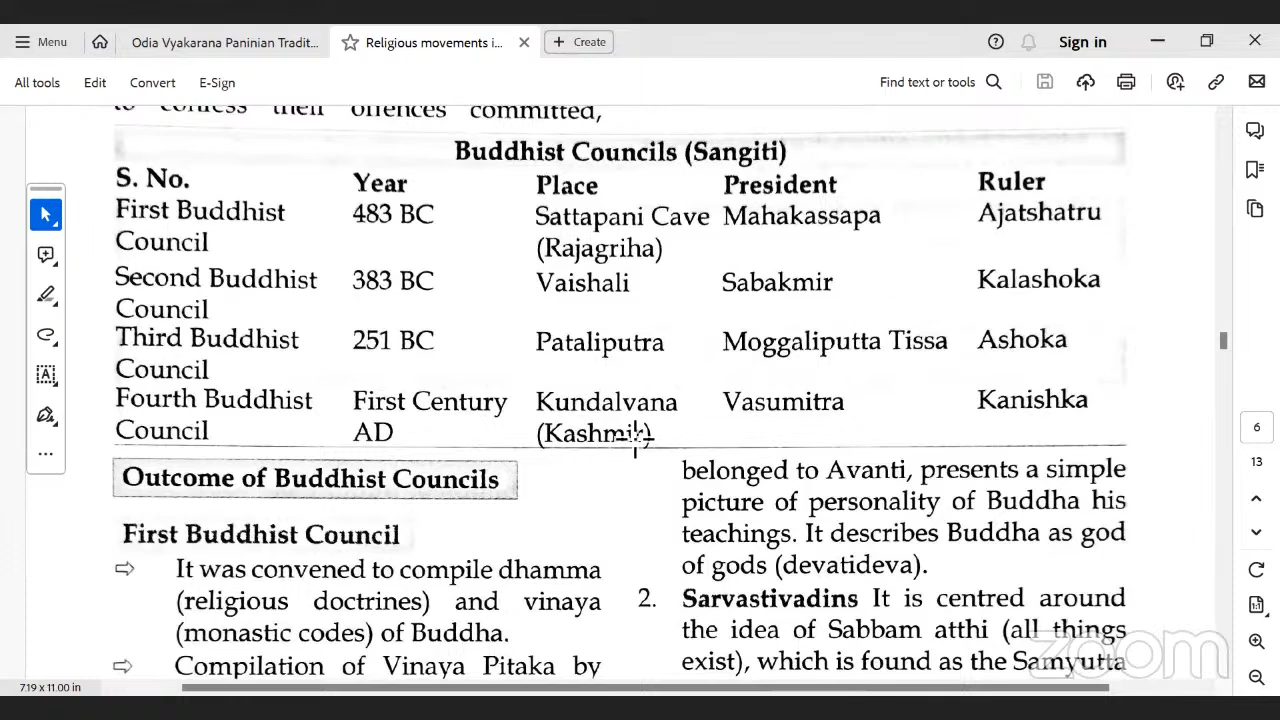 Menu
Odia Vyakarana Paninian Tradit...
Religious movements i...
Create
Sign in
All tools Edit Convert E-Sign
Find text or tools
to confess their offences committed,
Buddhist Councils (Sangiti)
S. No. Year Place President Ruler
First Buddhist 483 BC Sattapani Cave Mahakassapa Ajatshatru
Council (Rajagriha)
Second Buddhist 383 BC Vaishali Sabakmir Kalashoka
Council
Third Buddhist 251 BC Pataliputra Moggaliputta Tissa Ashoka
Council
Fourth Buddhist First Century Kundalvana Vasumitra Kanishka
Council AD (Kashmir)
Outcome of Buddhist Councils
First Buddhist Council
⇨ It was convened to compile dhamma
(religious doctrines) and vinaya
(monastic codes) of Buddha.
⇨ Compilation of Vinaya Pitaka by
belonged to Avanti, presents a simple
picture of personality of Buddha his
teachings. It describes Buddha as god
of gods (devatideva).
2. Sarvastivadins It is centred around
the idea of Sabbam atthi (all things
exist), which is found as the Samyutta
6
13
7.19 x 11.00 in
zoom